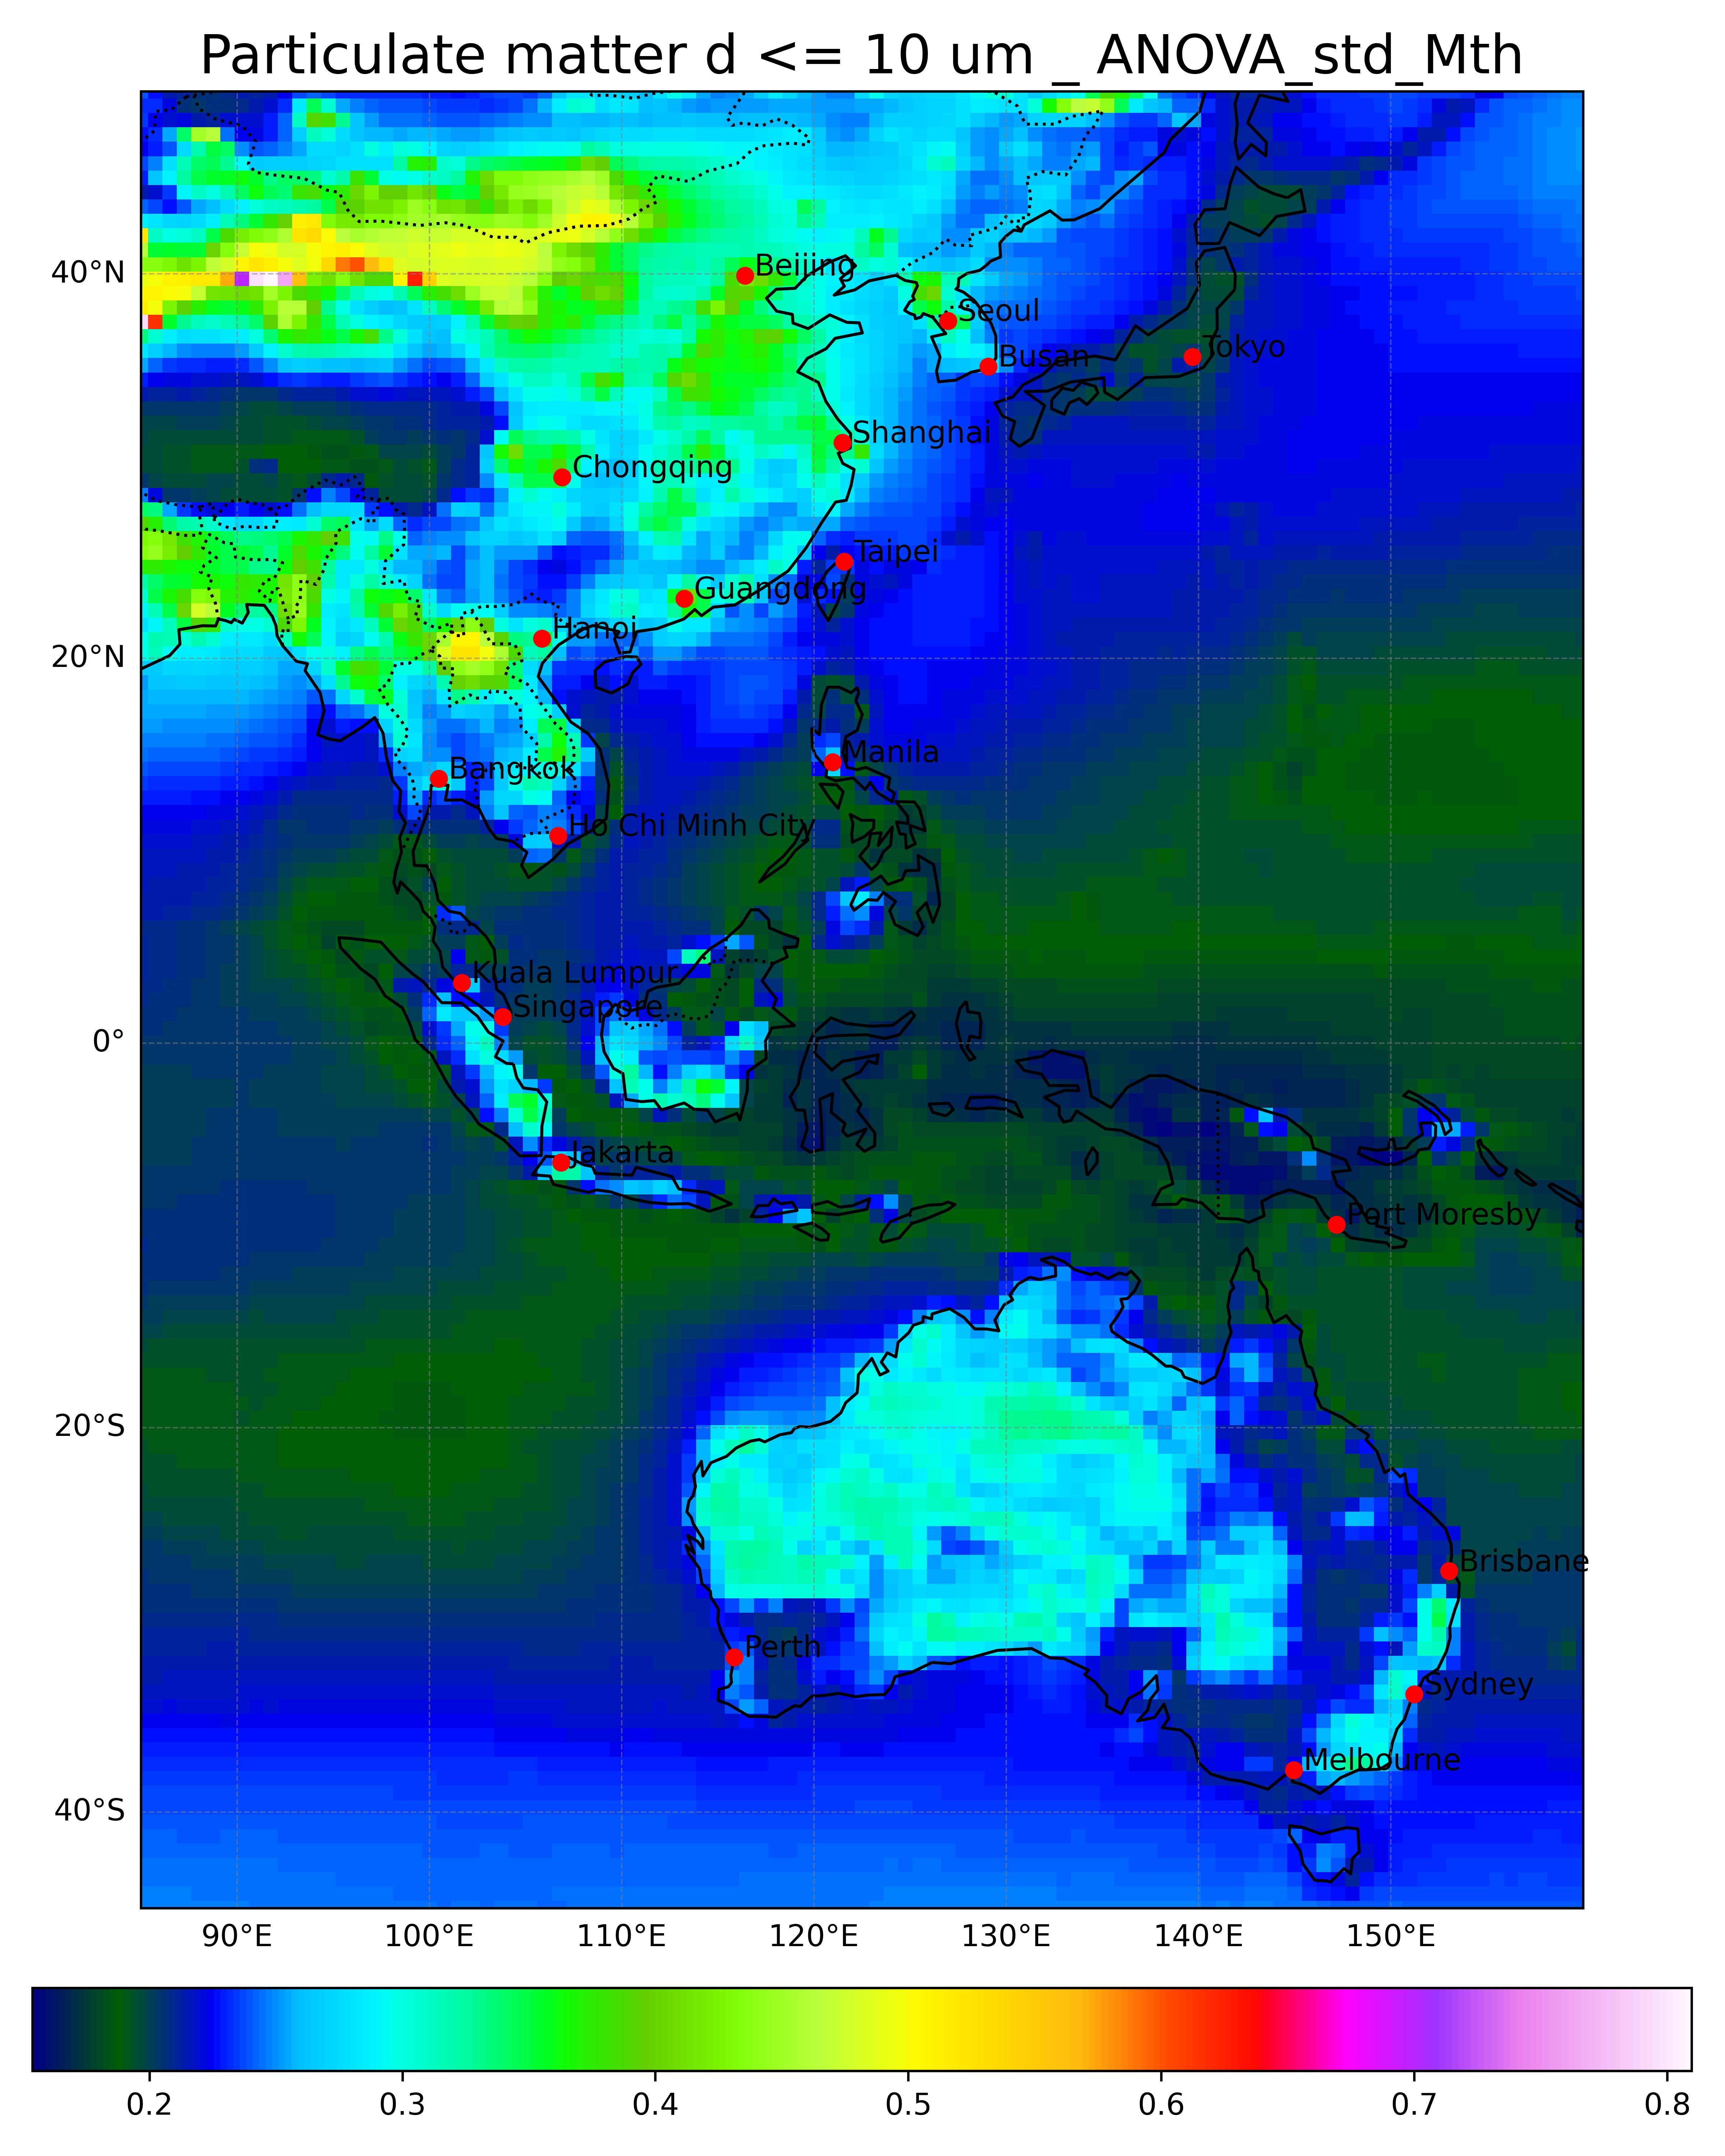 Particulate matter d <= 10 um _ ANOVA_std_Mth
40°N
20°N
0°
20°S
40°S
Beijing
Seoul
Busan
Tokyo
Shanghai
Chongqing
Taipei
Guangdong
Hanoi
Manila
Bangkok
Ho Chi Minh City
Kuala Lumpur
Singapore
Jakarta
Port Moresby
Brisbane
Perth
Sydney
Melbourne
90°E 100°E 110°E 120°E 130°E 140°E 150°E
0.2 0.3 0.4 0.5 0.6 0.7 0.8